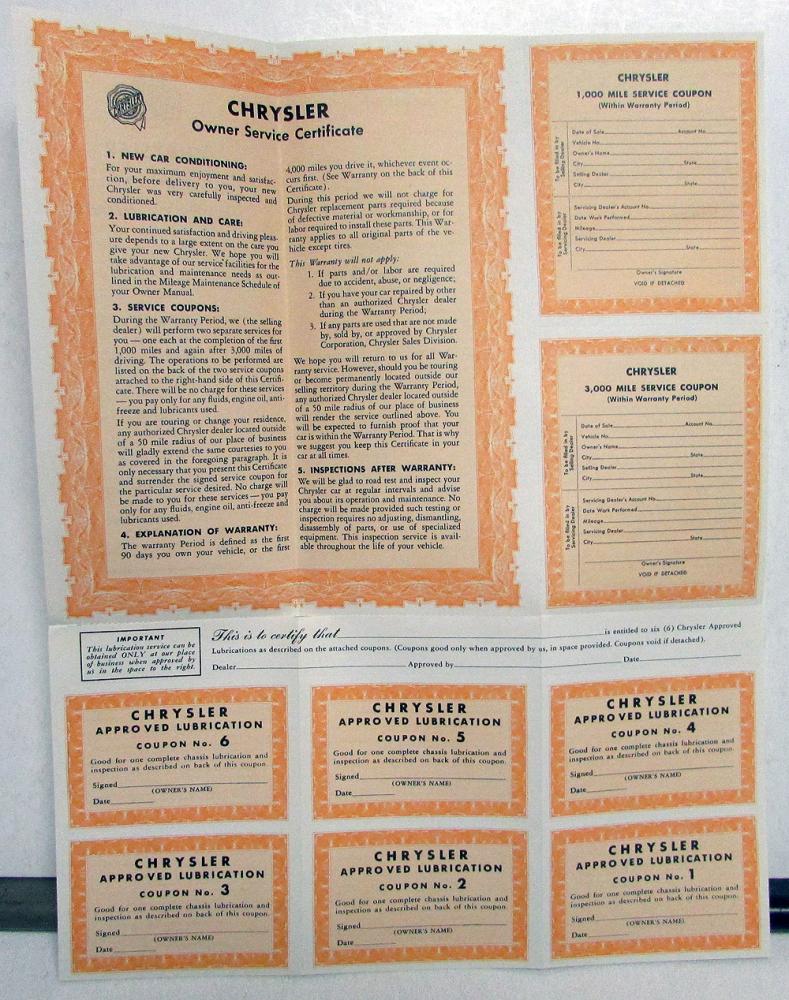 CHRYSLER
Owner Service Certificate
1. NEW CAR CONDITIONING:
For your maximum enjoyment and satisfac-
tion, before delivery to you, your new
Chrysler was very carefully inspected and
conditioned.
2. LUBRICATION AND CARE:
Your continued satisfaction and driving pleas-
ure depends to a large extent on the care you
give your new Chrysler. We hope you will
take advantage of our service facilities for the
lubrication and maintenance needs as out-
lined in the Mileage Maintenance Schedule of
your Owner Manual.
3. SERVICE COUPONS:
During the Warranty Period, we (the selling
dealer) will perform two separate services for
you — one each at the completion of the first
1,000 miles and again after 3,000 miles of
driving. The operations to be performed are
listed on the back of the two service coupons
attached to the right-hand side of this Certifi-
cate. There will be no charge for these services
— you pay only for any fluids, engine oil, anti-
freeze and lubricants used.
If you are touring or change your residence,
any authorized Chrysler dealer located outside
of a 50 mile radius of our place of business
will gladly extend the same courtesies to you
as covered in the foregoing paragraph. It is
only necessary that you present this Certificate
and surrender the signed service coupon for
the particular service desired. No charge will
be made to you for these services — you pay
only for any fluids, engine oil, anti-freeze and
lubricants used.
4. EXPLANATION OF WARRANTY:
The warranty Period is defined as the first
90 days you own your vehicle, or the first
4,000 miles you drive it, whichever event oc-
curs first. (See Warranty on the back of this
Certificate).
During this period we will not charge for
Chrysler replacement parts required because
of defective material or workmanship, or for
labor required to install these parts. This War-
ranty applies to all original parts of the ve-
hicle except tires.
This Warranty will not apply:
1. If parts and/or labor are required
due to accident, abuse, or negligence;
2. If you have your car repaired by other
than an authorized Chrysler dealer
during the Warranty Period;
3. If any parts used that are not made
by, sold by, or approved by Chrysler
Corporation, Chrysler Sales Division.
We hope you will return to us for all War-
ranty service. However, should you be touring
or become permanently located outside our
selling territory during the Warranty Period,
any authorized Chrysler dealer located outside
of a 50 mile radius of our place of business
will render the service outlined above. You
will be expected to furnish proof that your
car is within the Warranty Period. That is why
we suggest you keep this Certificate in your
car at all times.
5. INSPECTIONS AFTER WARRANTY:
We will be glad to road test and inspect your
Chrysler car at regular intervals and advise
you about its operation and maintenance. No
charge will be made provided such testing or
inspection requires no adjusting, dismantling,
disassembly of parts, or use of specialized
equipment. This inspection service is avail-
able throughout the life of your vehicle.
CHRYSLER
1,000 MILE SERVICE COUPON
(Within Warranty Period)
To be filled in by
Selling Dealer
Date of Sale Account No.
Vehicle No.
Owner's Name
City State
Selling Dealer
City State
To be filled in by
Servicing Dealer
Servicing Dealer's Account No.
Date Work Performed
Mileage
Servicing Dealer
City State
Owner's Signature
VOID IF DETACHED
CHRYSLER
3,000 MILE SERVICE COUPON
(Within Warranty Period)
To be filled in by
Selling Dealer
Date of Sale Account No.
Vehicle No.
Owner's Name
City State
Selling Dealer
City State
To be filled in by
Servicing Dealer
Servicing Dealer's Account No.
Date Work Performed
Mileage
Servicing Dealer
City State
Owner's Signature
VOID IF DETACHED
IMPORTANT
This lubrication service can be
obtained ONLY at our place
of business when approved by
us in the space to the right.
This is to certify that is entitled to six (6) Chrysler Approved
Lubrications as described on the attached coupons. (Coupons good only when approved by us, in space provided. Coupons void if detached).
Dealer Approved by Date
CHRYSLER
APPROVED LUBRICATION
COUPON No. 6
Good for one complete chassis lubrication and
inspection as described on back of this coupon.
Signed
(OWNER'S NAME)
Date
CHRYSLER
APPROVED LUBRICATION
COUPON No. 5
Good for one complete chassis lubrication and
inspection as described on back of this coupon.
Signed
(OWNER'S NAME)
Date
CHRYSLER
APPROVED LUBRICATION
COUPON No. 4
Good for one complete chassis lubrication and
inspection as described on back of this coupon.
Signed
(OWNER'S NAME)
Date
CHRYSLER
APPROVED LUBRICATION
COUPON No. 3
Good for one complete chassis lubrication and
inspection as described on back of this coupon.
Signed
(OWNER'S NAME)
Date
CHRYSLER
APPROVED LUBRICATION
COUPON No. 2
Good for one complete chassis lubrication and
inspection as described on back of this coupon.
Signed
(OWNER'S NAME)
Date
CHRYSLER
APPROVED LUBRICATION
COUPON No. 1
Good for one complete chassis lubrication and
inspection as described on back of this coupon.
Signed
(OWNER'S NAME)
Date